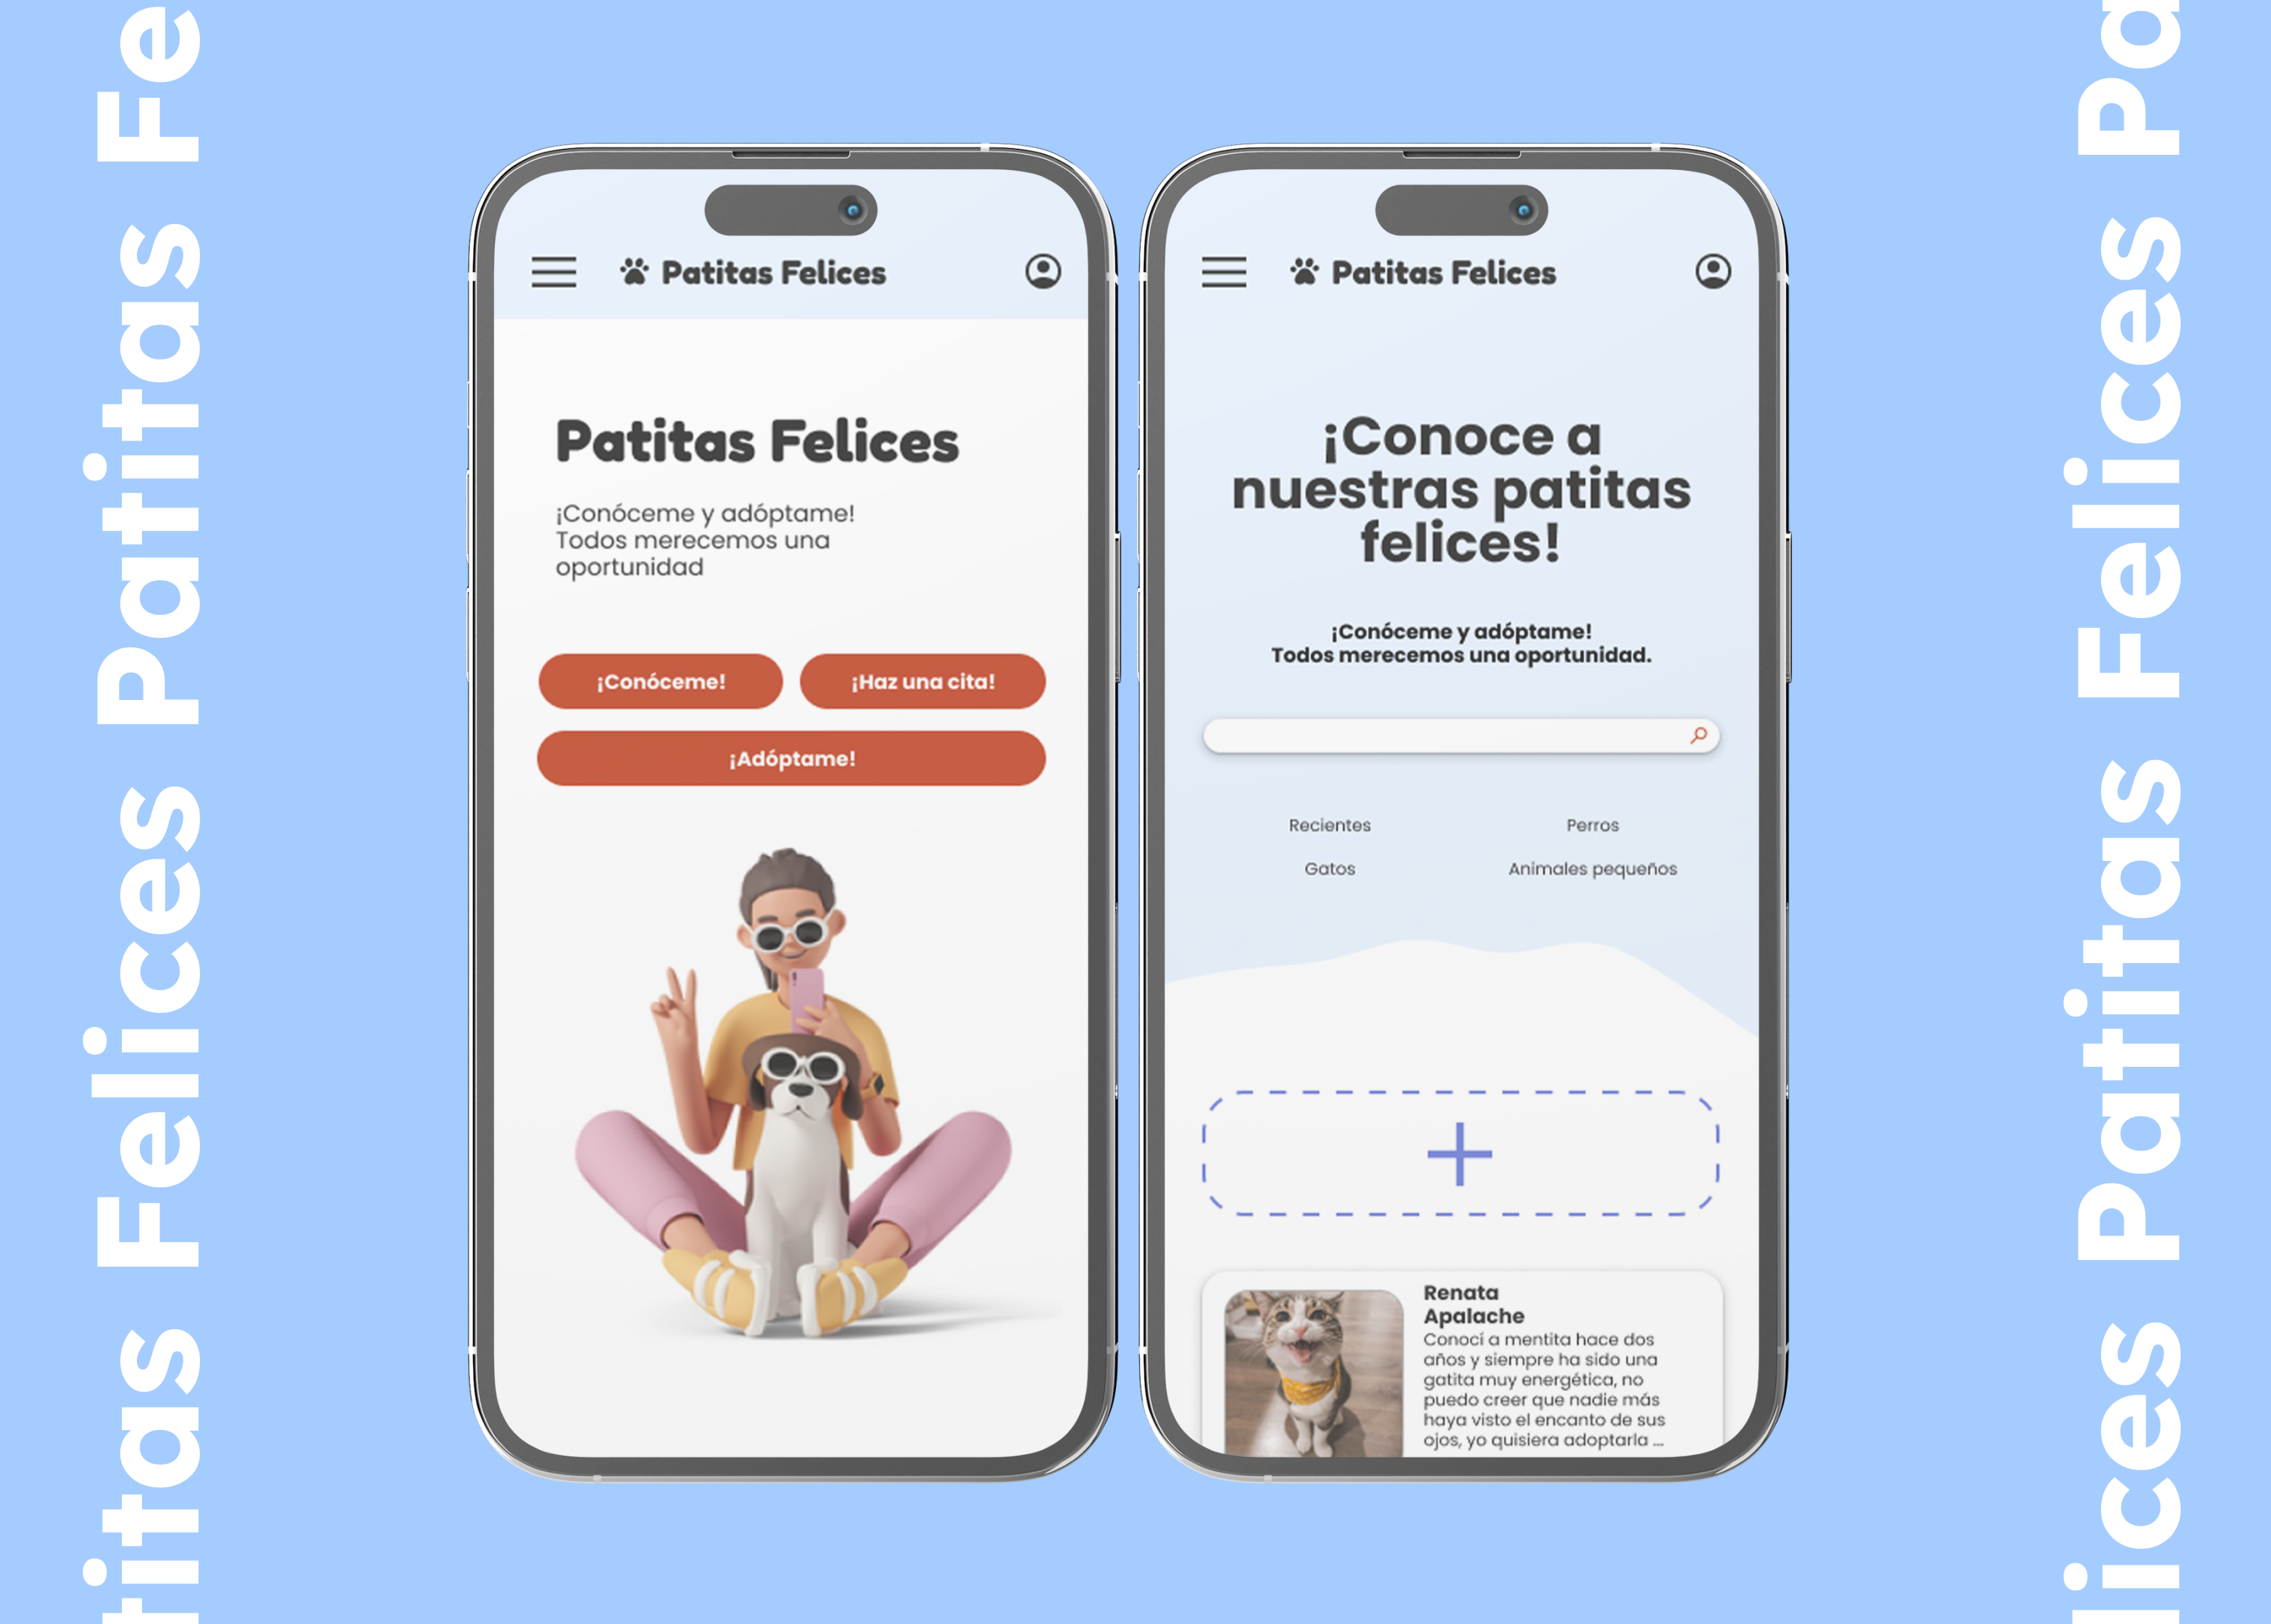 Patitas Felices Patitas Fe
Patitas Felices
Patitas Felices
¡Conóceme y adóptame!
Todos merecemos una
oportunidad
¡Conóceme!
¡Haz una cita!
¡Adóptame!
Patitas Felices
¡Conoce a
nuestras patitas
felices!
¡Conóceme y adóptame!
Todos merecemos una oportunidad.
Recientes
Perros
Gatos
Animales pequeños
Renata
Apalache
Conocí a mentita hace dos
años y siempre ha sido una
gatita muy energética, no
puedo creer que nadie más
haya visto el encanto de sus
ojos, yo quisiera adoptarla ...
lices Patitas Felices Pa